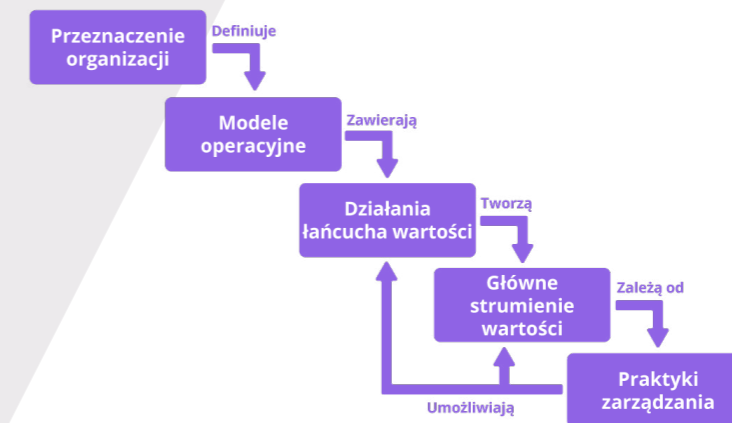 Przeznaczenie
organizacji
Definiuje
Modele
operacyjne
Zawierają
Działania
łańcucha wartości
Tworzą
Główne
strumienie
wartości
Zależą od
Praktyki
zarządzania
Umożliwiają